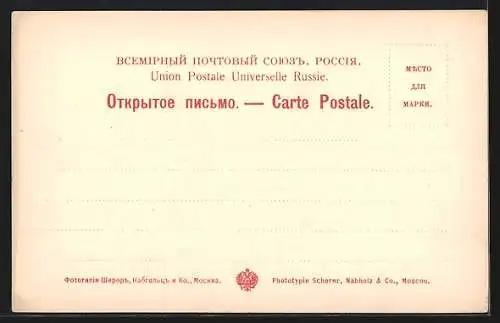 ВСЕМІРНЫЙ ПОЧТОВЫЙ СОЮЗЪ, РОССІЯ.
Union Postale Universelle Russie.
Открытое письмо. — Carte Postale.
МѢСТО
ДЛЯ
МАРКИ.
Фототипія Шереръ, Набгольцъ и Ко., Москва.
Phototypie Scherer, Nabholz & Co., Moscou.